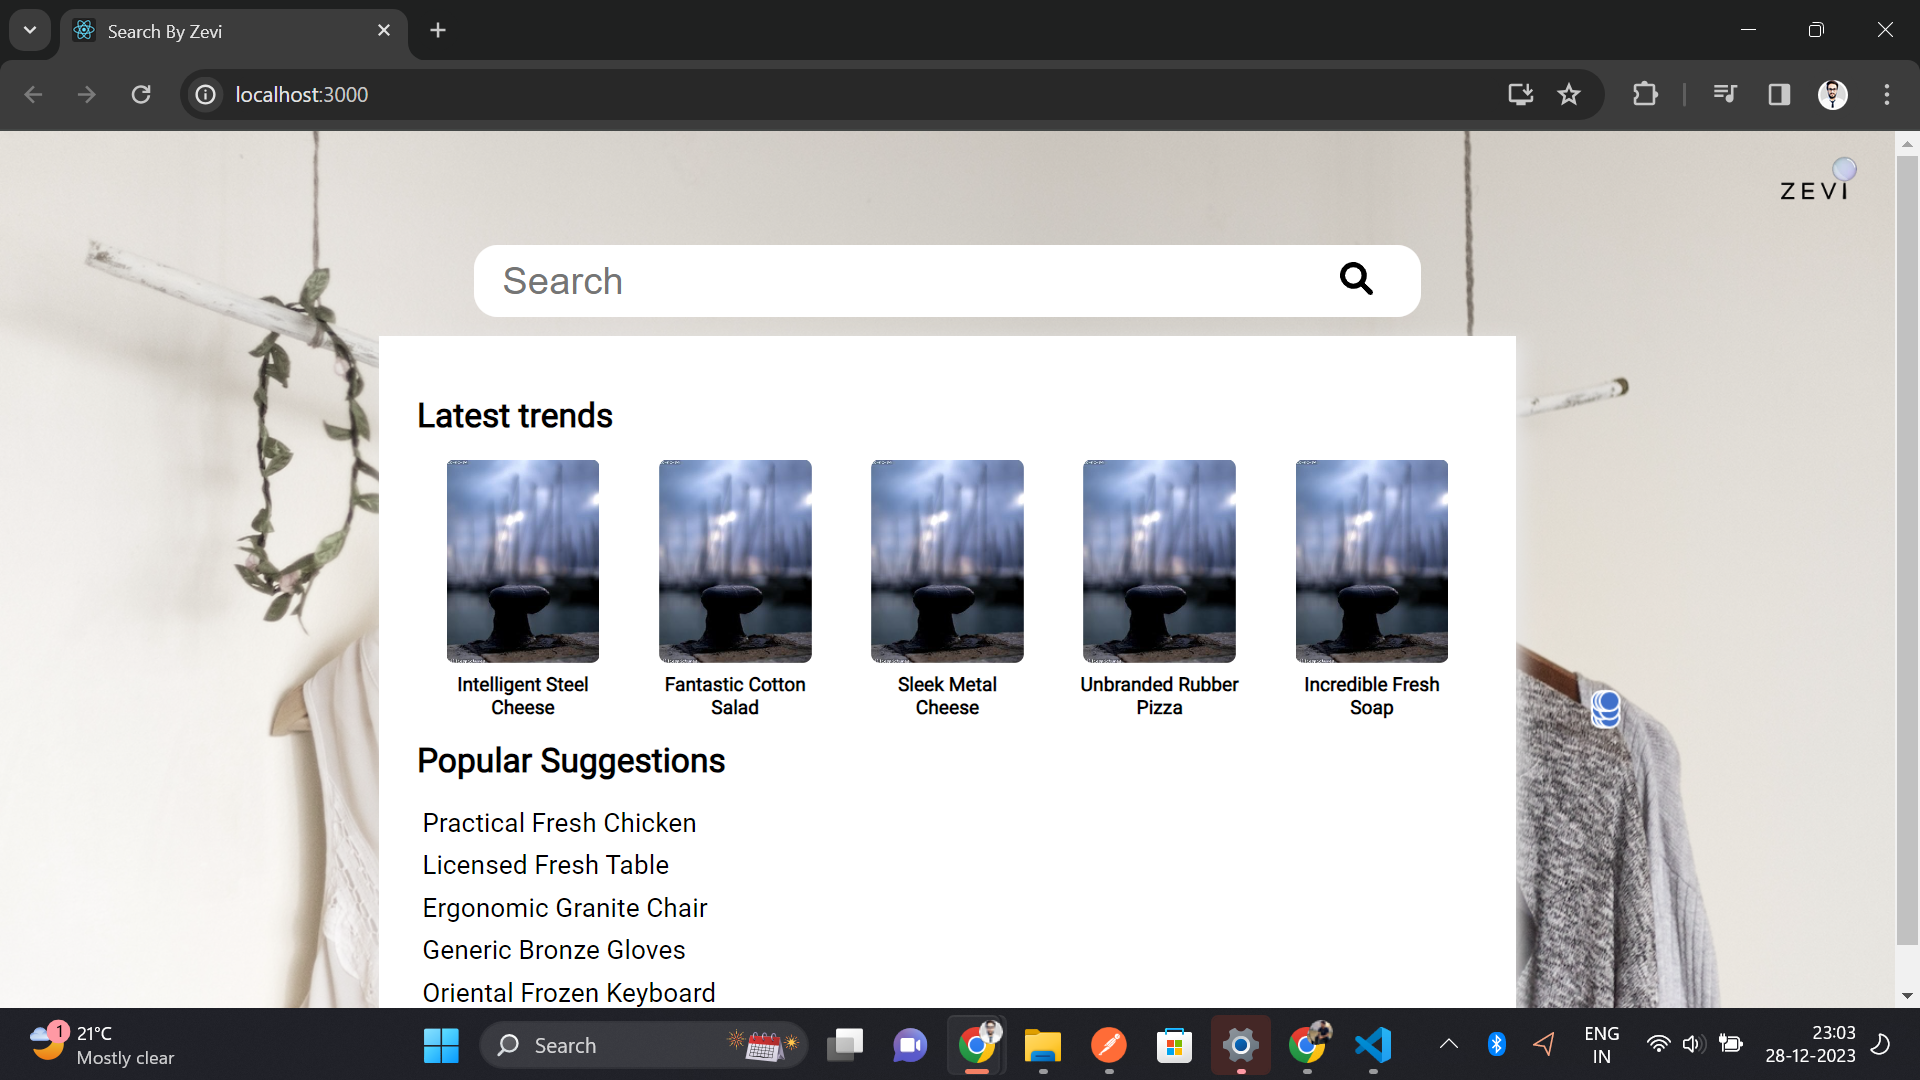 Search By Zevi
localhost:3000
ZEVI
Search
Latest trends
Intelligent Steel
Cheese
Fantastic Cotton
Salad
Sleek Metal
Cheese
Unbranded Rubber
Pizza
Incredible Fresh
Soap
Popular Suggestions
Practical Fresh Chicken
Licensed Fresh Table
Ergonomic Granite Chair
Generic Bronze Gloves
Oriental Frozen Keyboard
1
21°C
Mostly clear
Search
ENG
IN
23:03
28-12-2023